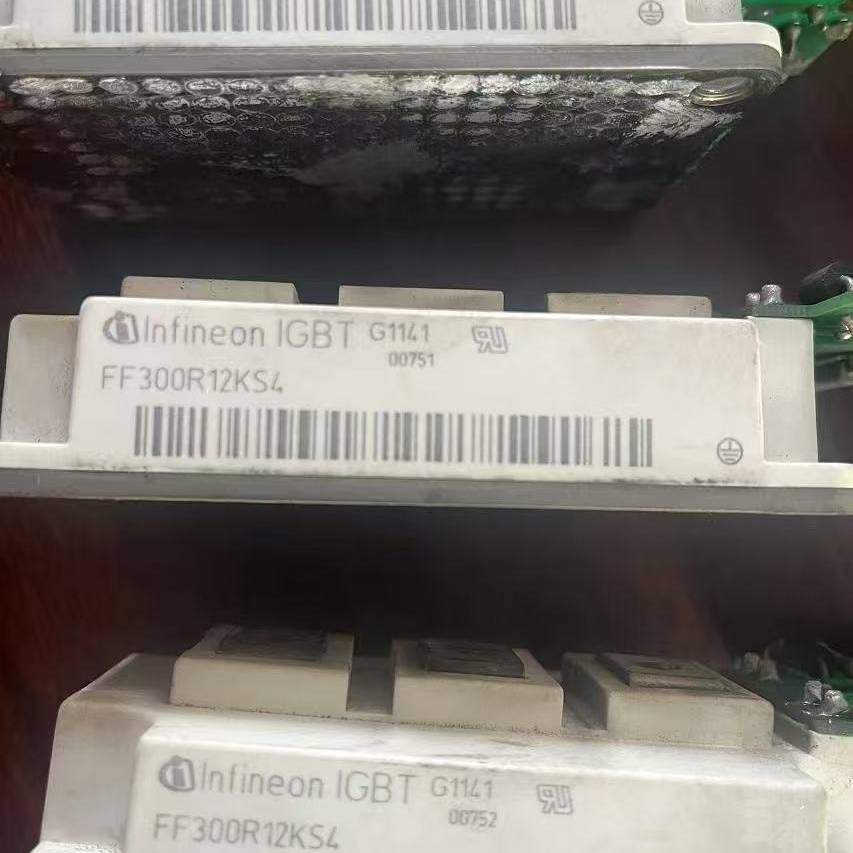 Infineon IGBT G1141
00751
FF300R12KS4
Infineon IGBT G1141
00752
FF300R12KS4